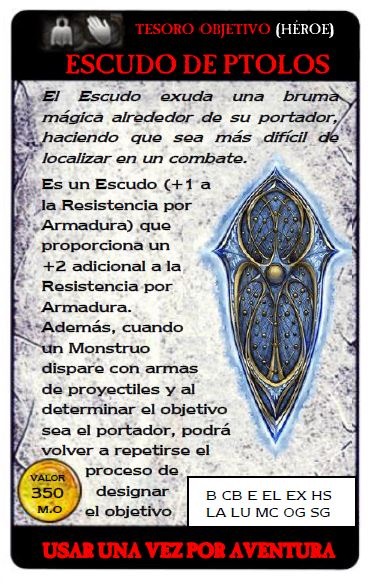 TESORO OBJETIVO (HÉROE)
ESCUDO DE PTOLOS
El Escudo exuda una bruma
mágica alrededor de su portador,
haciendo que sea más difícil de
localizar en un combate.
Es un Escudo (+1 a
la Resistencia por
Armadura) que
proporciona un
+2 adicional a la
Resistencia por
Armadura.
Además, cuando
un Monstruo
dispare con armas
de proyectiles y al
determinar el objetivo
sea el portador, podrá
volver a repetirse el
proceso de
designar
el objetivo
VALOR
350
M.O
B CB E EL EX HS
LA LU MC OG SG
USAR UNA VEZ POR AVENTURA